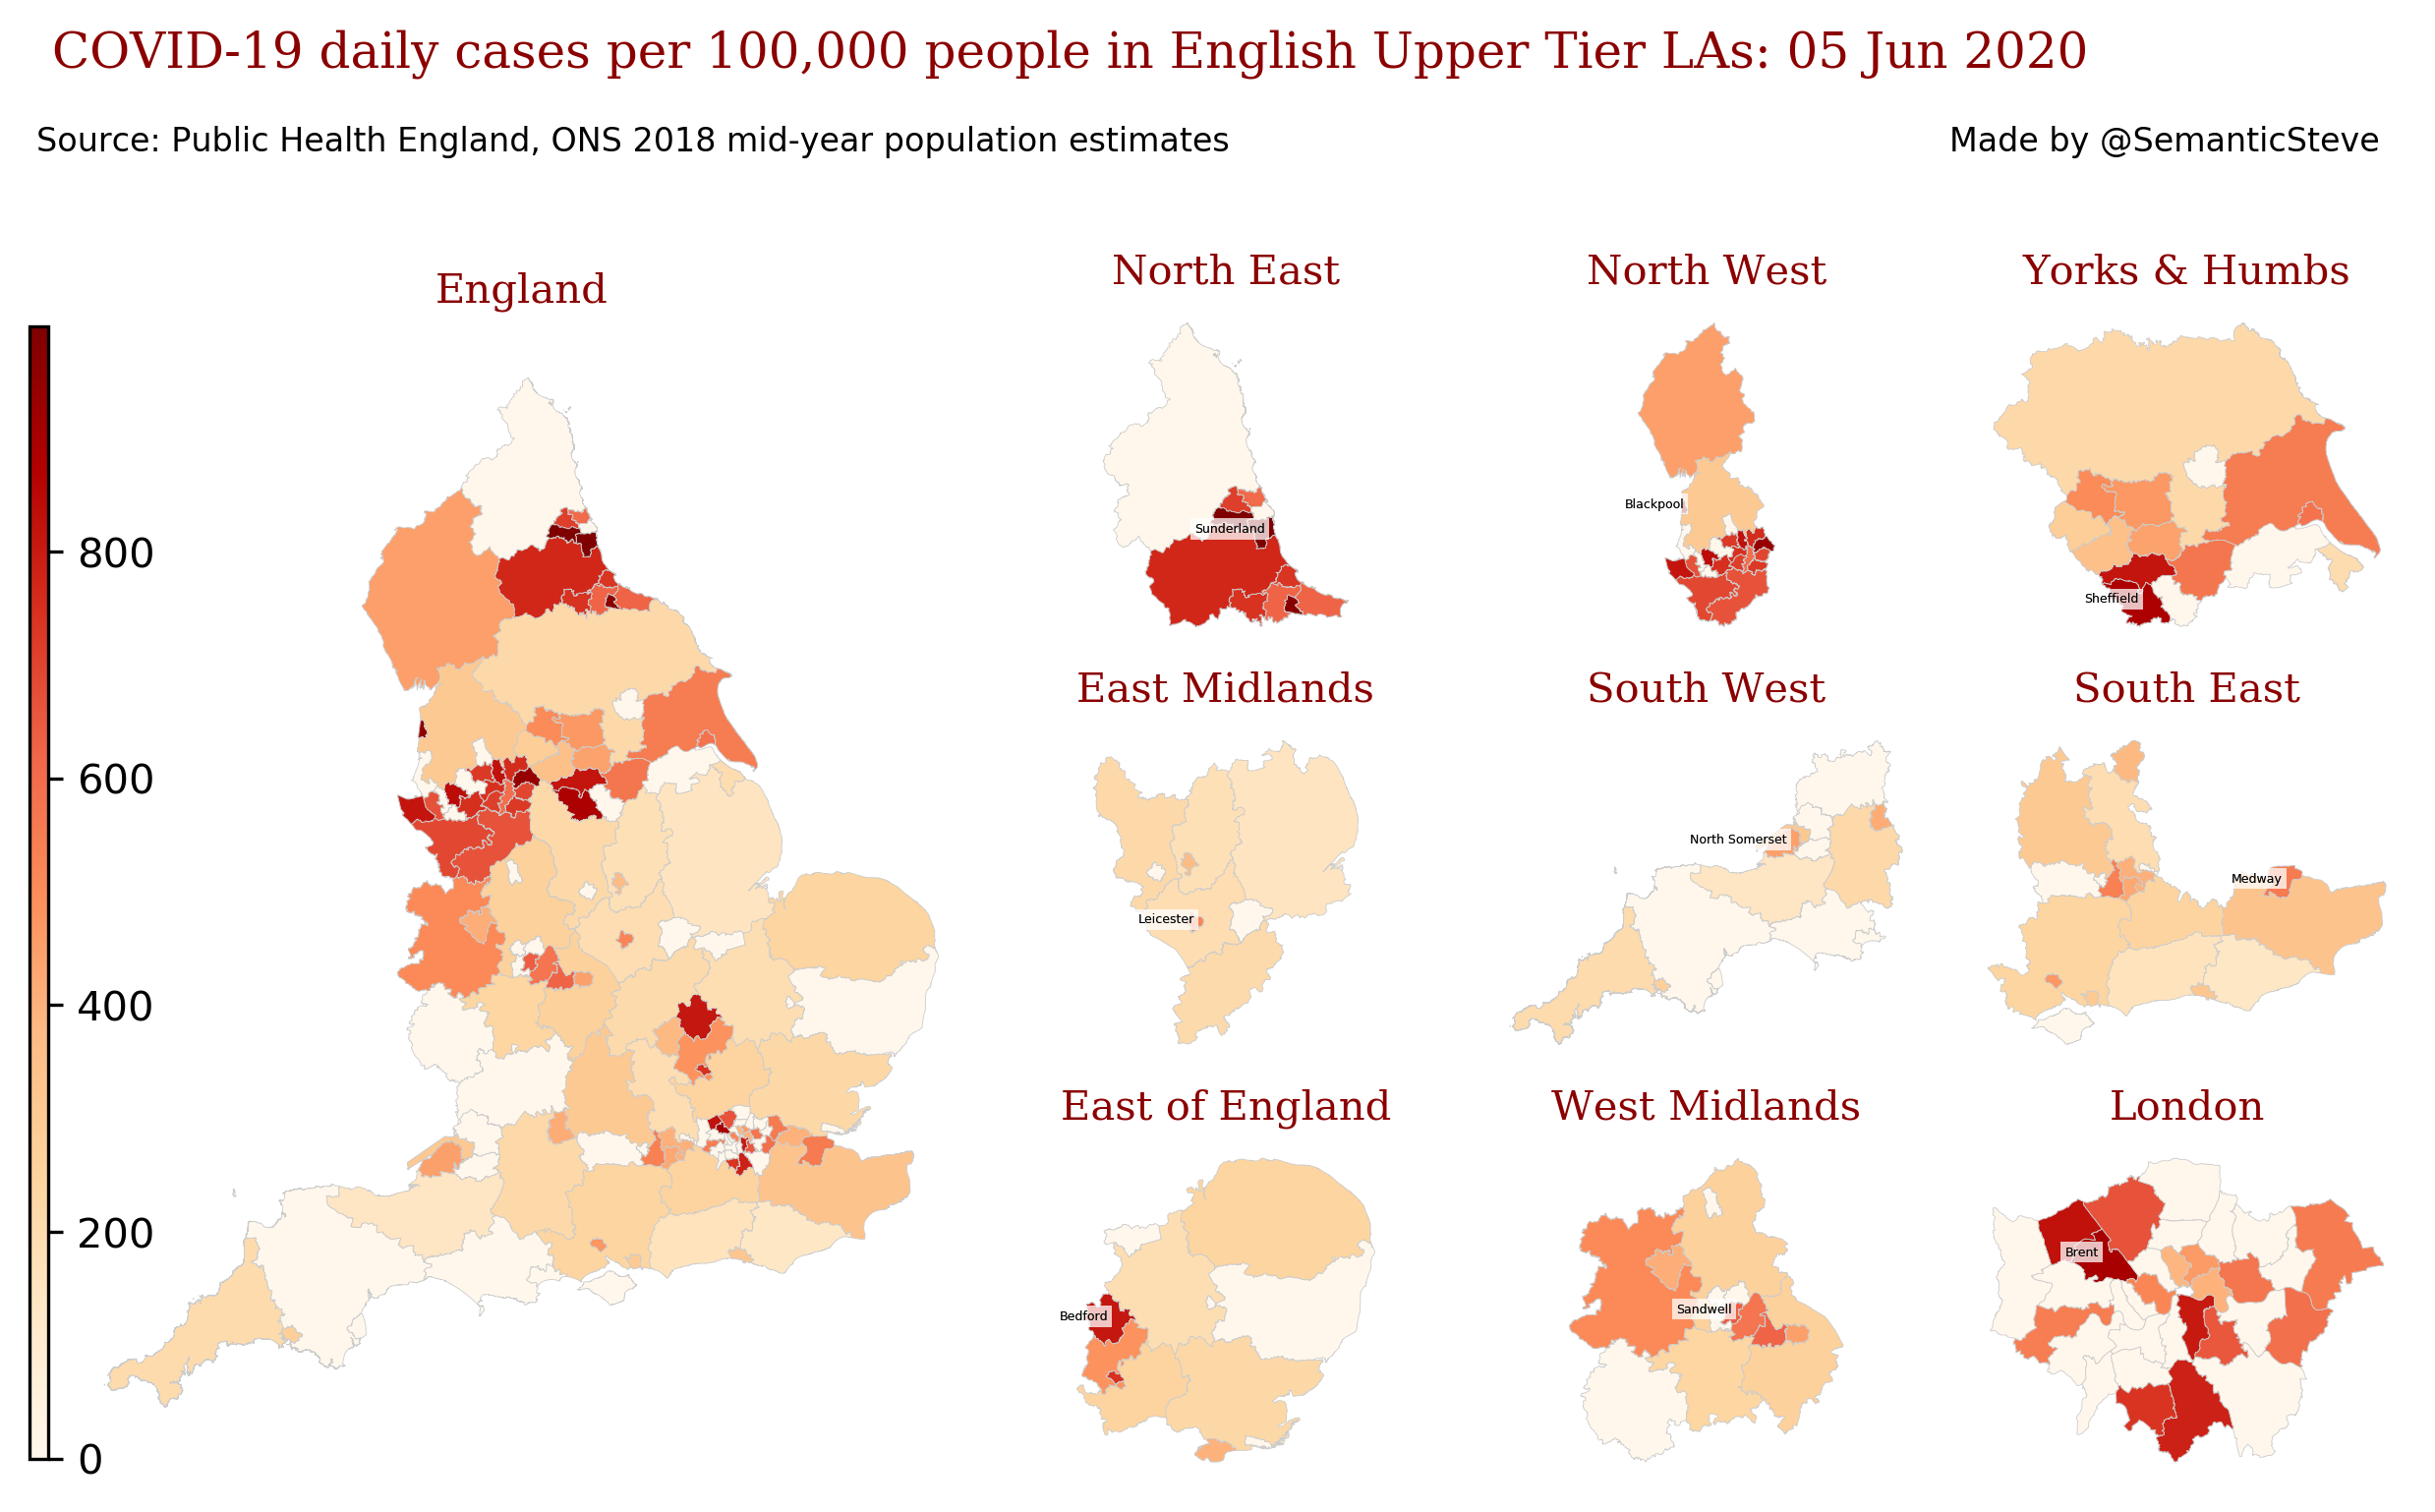 COVID-19 daily cases per 100,000 people in English Upper Tier LAs: 05 Jun 2020
Source: Public Health England, ONS 2018 mid-year population estimates
Made by @SemanticSteve
England
800
600
400
200
0
North East
Sunderland
North West
Blackpool
Yorks & Humbs
Sheffield
East Midlands
Leicester
South West
North Somerset
South East
Medway
East of England
Bedford
West Midlands
Sandwell
London
Brent